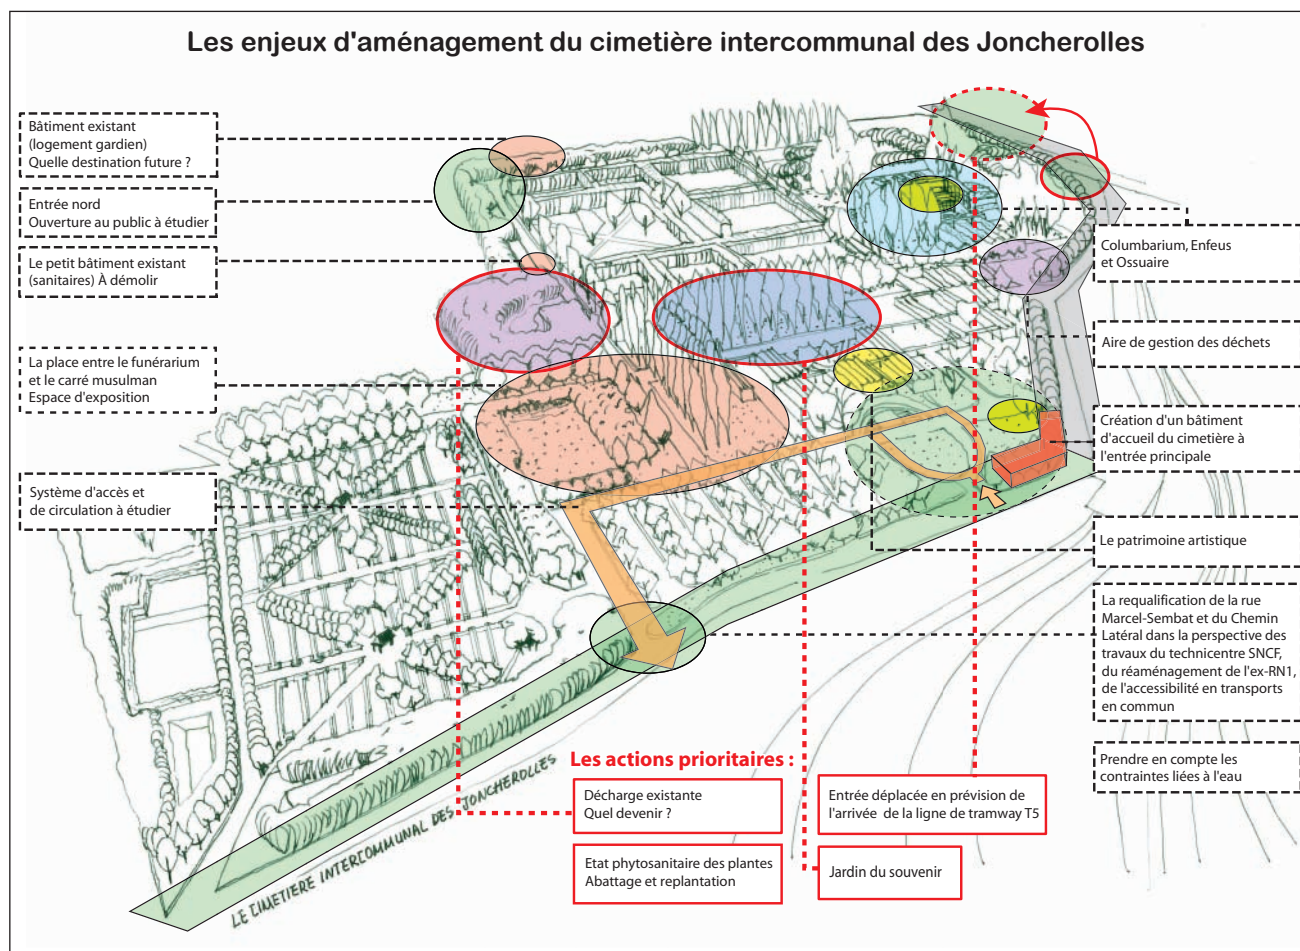 Les enjeux d'aménagement du cimetière intercommunal des Joncherolles
Bâtiment existant
(logement gardien)
Quelle destination future ?
Entrée nord
Ouverture au public à étudier
Le petit bâtiment existant
(sanitaires) À démolir
La place entre le funérarium
et le carré musulman
Espace d'exposition
Système d'accès et
de circulation à étudier
Columbarium, Enfeus
et Ossuaire
Aire de gestion des déchets
Création d'un bâtiment
d'accueil du cimetière à
l'entrée principale
Le patrimoine artistique
La requalification de la rue
Marcel-Sembat et du Chemin
Latéral dans la perspective des
travaux du technicentre SNCF,
du réaménagement de l'ex-RN1,
de l'accessibilité en transports
en commun
Prendre en compte les
contraintes liées à l'eau
Les actions prioritaires :
Décharge existante
Quel devenir ?
Entrée déplacée en prévision de
l'arrivée de la ligne de tramway T5
Etat phytosanitaire des plantes
Abattage et replantation
Jardin du souvenir
LE CIMETIERE INTERCOMMUNAL DES JONCHEROLLES